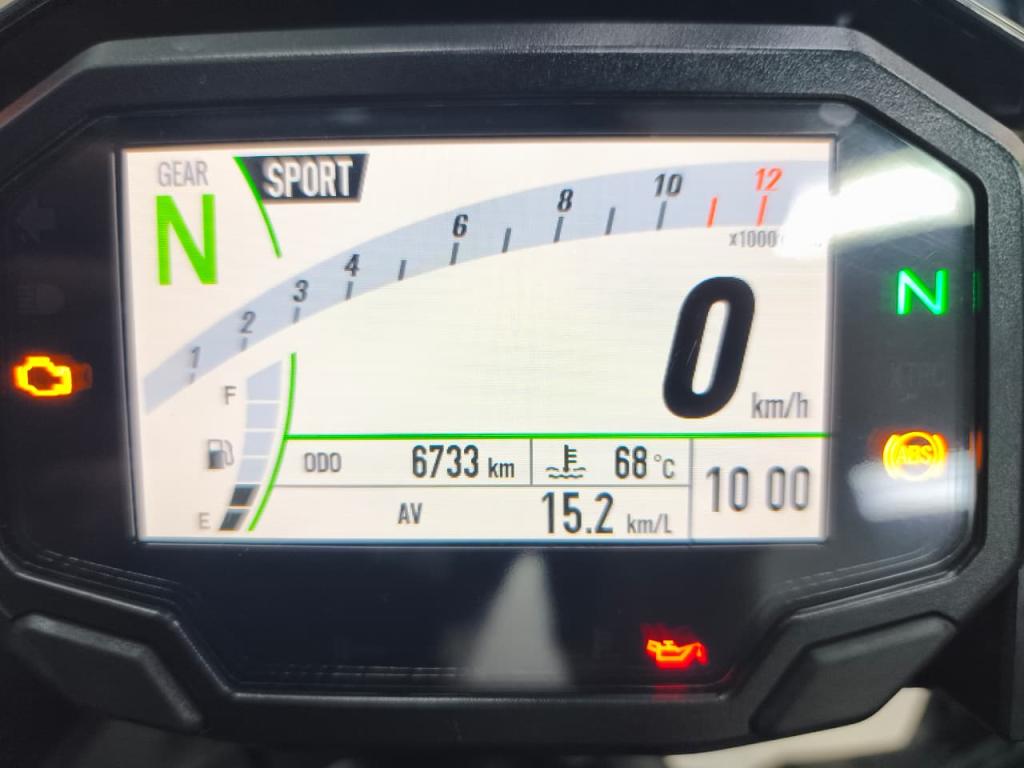 GEAR
SPORT
N
1 2 3 4 6 8 10 12
x1000
N
0
km/h
F
ODO 6733 km 68 °C
ABS
E
AV 15.2 km/L
10 00